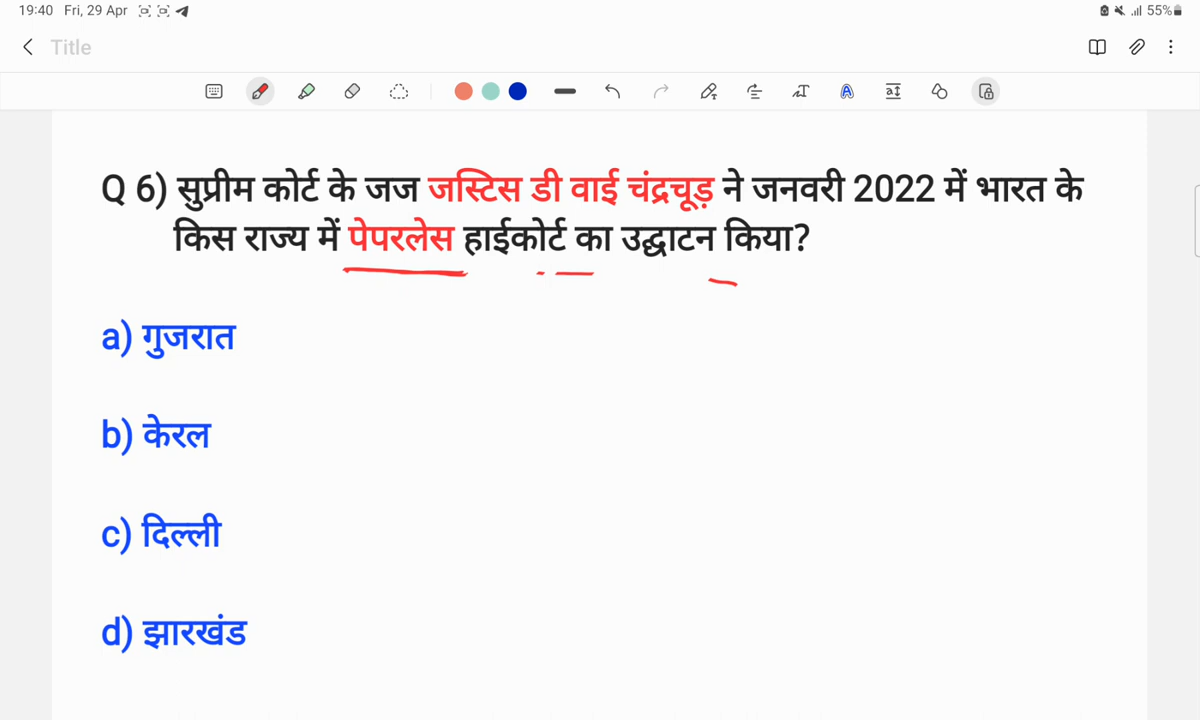 19:40 Fri, 29 Apr 55%
Title
Q 6) सुप्रीम कोर्ट के जज जस्टिस डी वाई चंद्रचूड़ ने जनवरी 2022 में भारत के
किस राज्य में पेपरलेस हाईकोर्ट का उद्घाटन किया?
a) गुजरात
b) केरल
c) दिल्ली
d) झारखंड